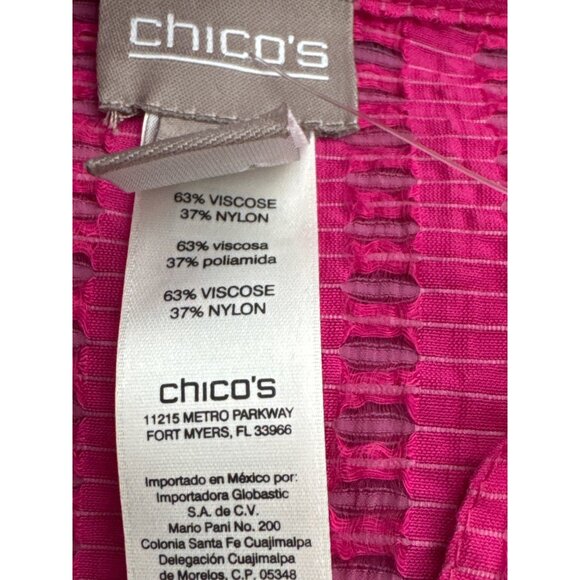 chico's
63% VISCOSE
37% NYLON
63% viscosa
37% poliamida
63% VISCOSE
37% NYLON
chico's
11215 METRO PARKWAY
FORT MYERS, FL 33966
Importado en México por:
Importadora Globastic
S.A. de C.V.
Mario Pani No. 200
Colonia Santa Fe Cuajimalpa
Delegación Cuajimalpa
de Morelos, C.P. 05348